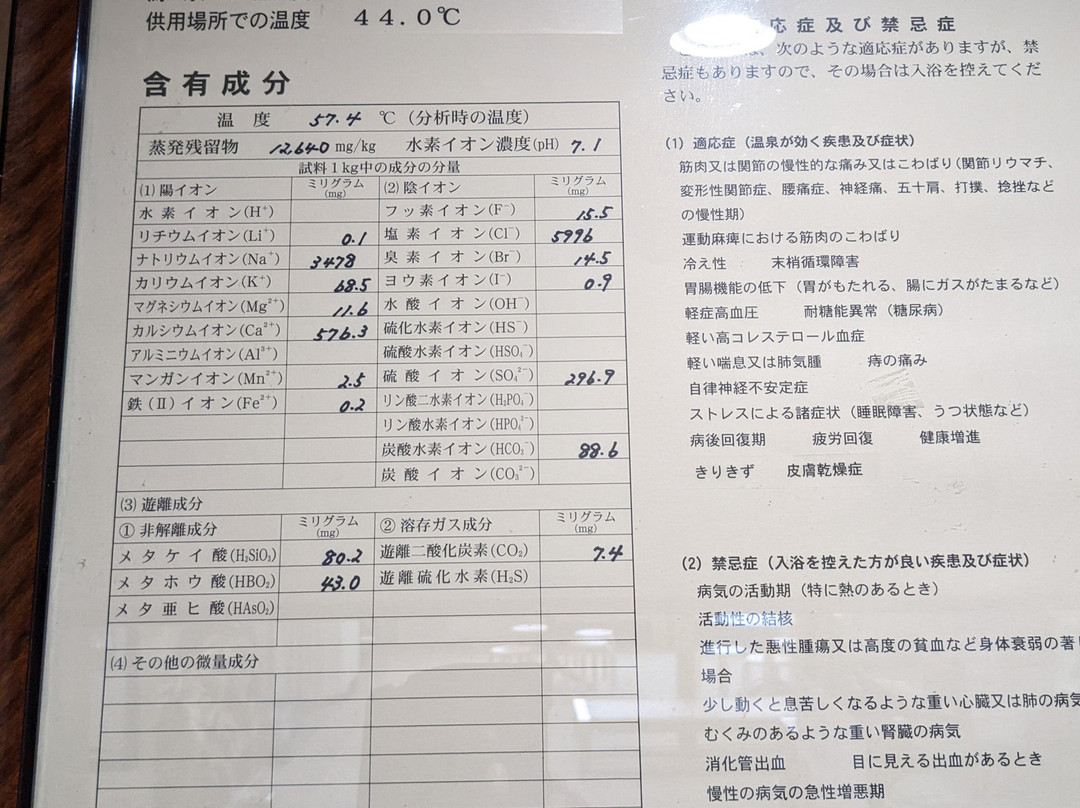 供用場所での温度 44.0℃
含有成分
温度 57.4 ℃(分析時の温度)
蒸発残留物 12640 mg/kg 水素イオン濃度(pH) 7.1
試料1kg中の成分の分量
(1) 陽イオン ミリグラム(mg) (2) 陰イオン ミリグラム(mg)
水素イオン(H⁺) フッ素イオン(F⁻) 15.5
リチウムイオン(Li⁺) 0.1 塩素イオン(Cl⁻) 5996
ナトリウムイオン(Na⁺) 3478 臭素イオン(Br⁻) 14.5
カリウムイオン(K⁺) 68.5 ヨウ素イオン(I⁻) 0.9
マグネシウムイオン(Mg²⁺) 11.6 水酸イオン(OH⁻)
カルシウムイオン(Ca²⁺) 576.3 硫化水素イオン(HS⁻)
アルミニウムイオン(Al³⁺) 硫酸水素イオン(HSO₄⁻)
マンガンイオン(Mn²⁺) 2.5 硫酸イオン(SO₄²⁻) 296.9
鉄(Ⅱ)イオン(Fe²⁺) 0.2 リン酸二水素イオン(H₂PO₄⁻)
リン酸水素イオン(HPO₄²⁻)
炭酸水素イオン(HCO₃⁻) 88.6
炭酸イオン(CO₃²⁻)
(3) 遊離成分
① 非解離成分 ミリグラム(mg) ② 溶存ガス成分 ミリグラム(mg)
メタケイ酸(H₂SiO₃) 80.2 遊離二酸化炭素(CO₂) 7.4
メタホウ酸(HBO₂) 43.0 遊離硫化水素(H₂S)
メタ亜ヒ酸(HAsO₂)
(4) その他の微量成分
応症及び禁忌症
、次のような適応症がありますが、禁
忌症もありますので、その場合は入浴を控えてくだ
さい。
(1) 適応症(温泉が効く疾患及び症状)
筋肉又は関節の慢性的な痛み又はこわばり(関節リウマチ、
変形性関節症、腰痛症、神経痛、五十肩、打撲、捻挫など
の慢性期)
運動麻痺における筋肉のこわばり
冷え性 末梢循環障害
胃腸機能の低下(胃がもたれる、腸にガスがたまるなど)
軽症高血圧 耐糖能異常(糖尿病)
軽い高コレステロール血症
軽い喘息又は肺気腫 痔の痛み
自律神経不安定症
ストレスによる諸症状(睡眠障害、うつ状態など)
病後回復期 疲労回復 健康増進
きりきず 皮膚乾燥症
(2) 禁忌症(入浴を控えた方が良い疾患及び症状)
病気の活動期(特に熱のあるとき)
活動性の結核
進行した悪性腫瘍又は高度の貧血など身体衰弱の著
場合
少し動くと息苦しくなるような重い心臓又は肺の病気
むくみのあるような重い腎臓の病気
消化管出血 目に見える出血があるとき
慢性の病気の急性増悪期